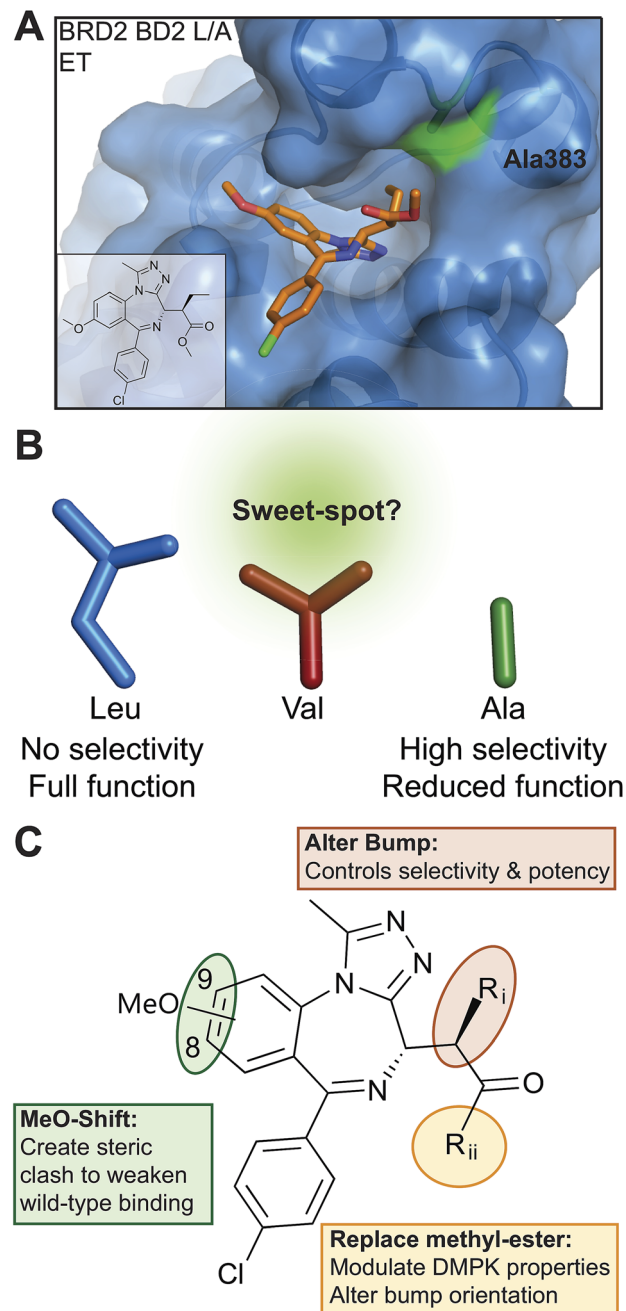 A
BRD2 BD2 L/A
ET
Ala383
CH₃
N
N
N
O
N
O
O
Cl
B
Sweet-spot?
Leu
Val
Ala
No selectivity
High selectivity
Full function
Reduced function
C
Alter Bump:
Controls selectivity & potency
N
N
N
9
MeO
8
Ri
O
N
Rii
MeO-Shift:
Create steric
clash to weaken
wild-type binding
Cl
Replace methyl-ester:
Modulate DMPK properties
Alter bump orientation